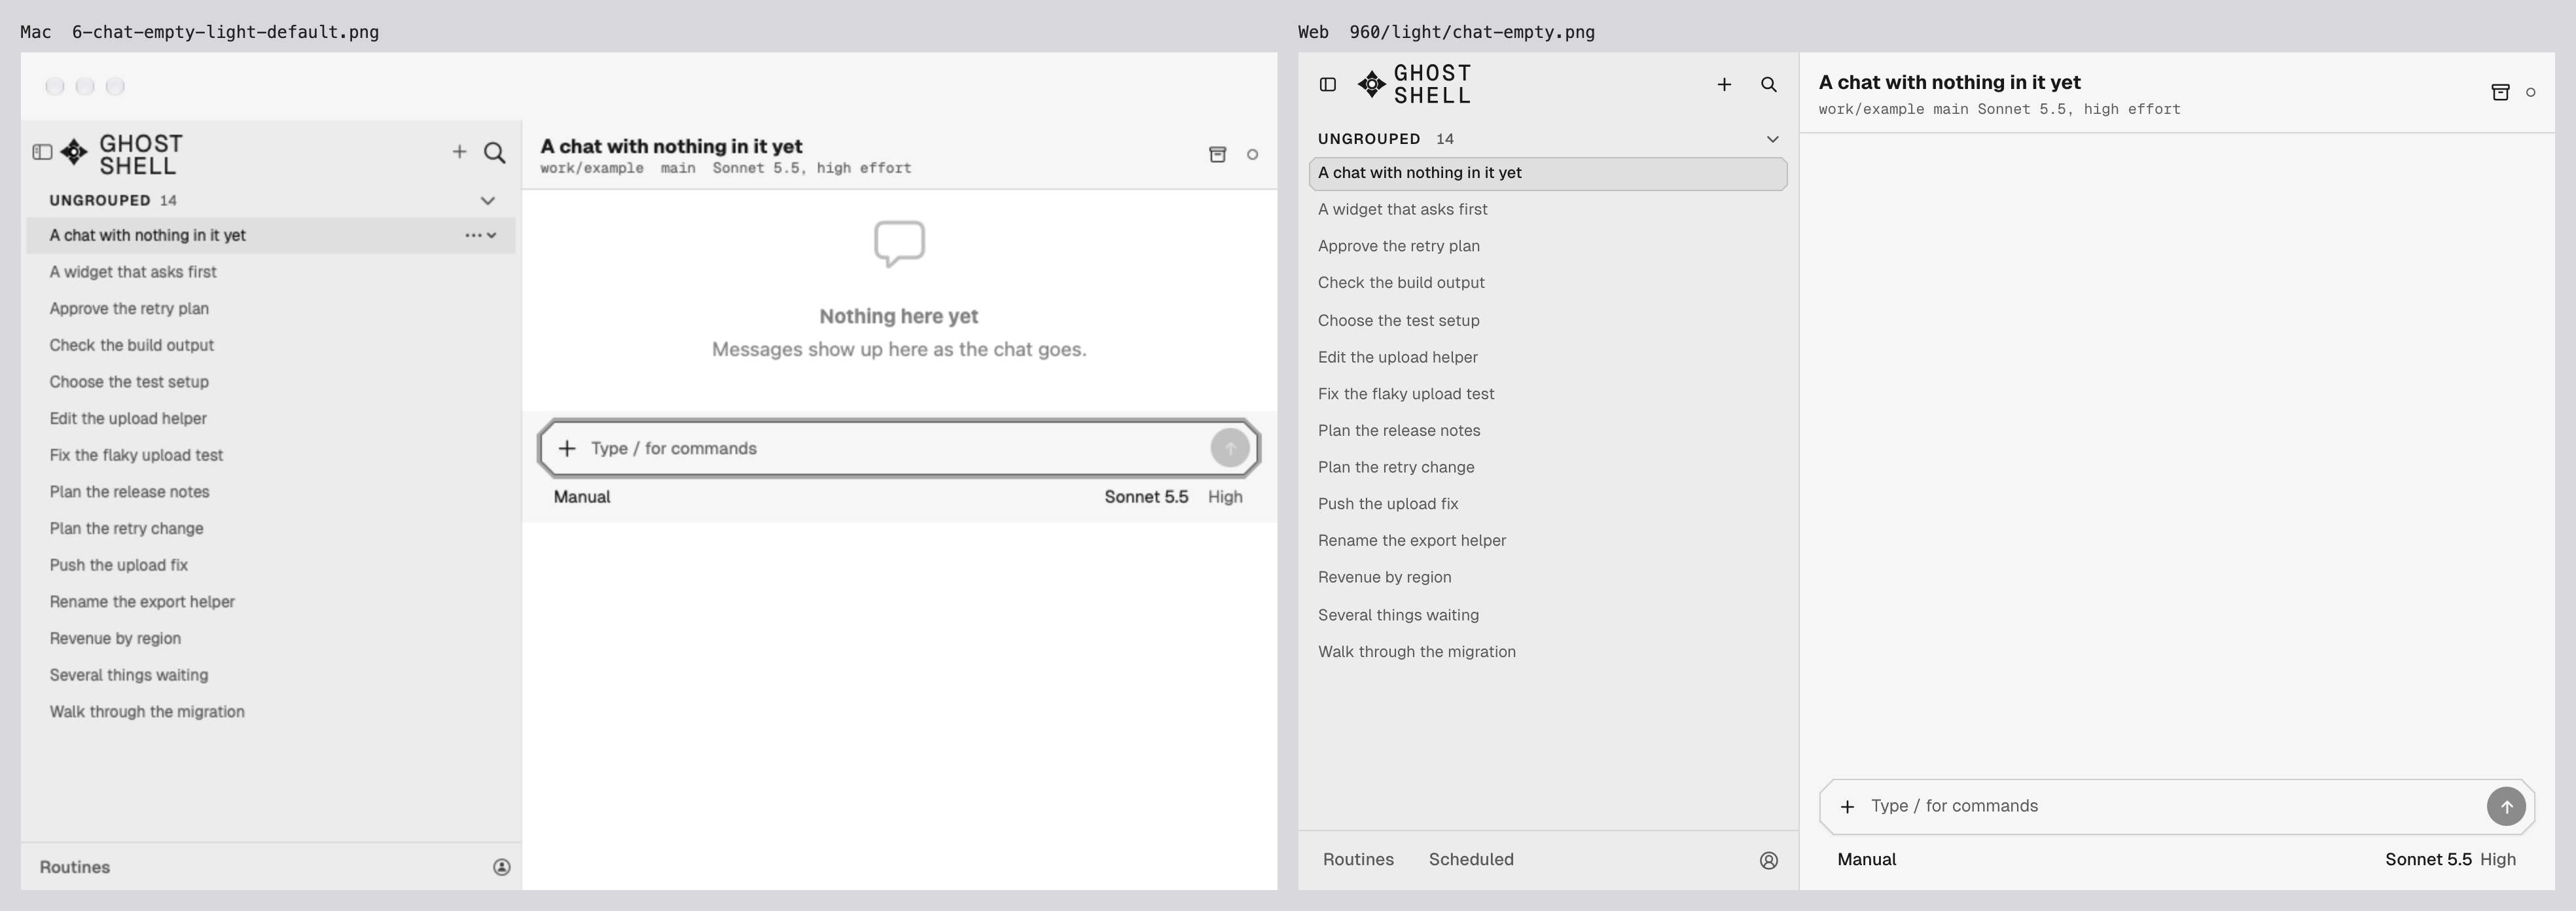 Mac 6-chat-empty-light-default.png
GHOST
SHELL
UNGROUPED 14
A chat with nothing in it yet
A widget that asks first
Approve the retry plan
Check the build output
Choose the test setup
Edit the upload helper
Fix the flaky upload test
Plan the release notes
Plan the retry change
Push the upload fix
Rename the export helper
Revenue by region
Several things waiting
Walk through the migration
Routines
A chat with nothing in it yet
work/example main Sonnet 5.5, high effort
Nothing here yet
Messages show up here as the chat goes.
Type / for commands
Manual Sonnet 5.5 High
Web 960/light/chat-empty.png
GHOST
SHELL
UNGROUPED 14
A chat with nothing in it yet
A widget that asks first
Approve the retry plan
Check the build output
Choose the test setup
Edit the upload helper
Fix the flaky upload test
Plan the release notes
Plan the retry change
Push the upload fix
Rename the export helper
Revenue by region
Several things waiting
Walk through the migration
Routines Scheduled
A chat with nothing in it yet
work/example main Sonnet 5.5, high effort
Type / for commands
Manual Sonnet 5.5 High